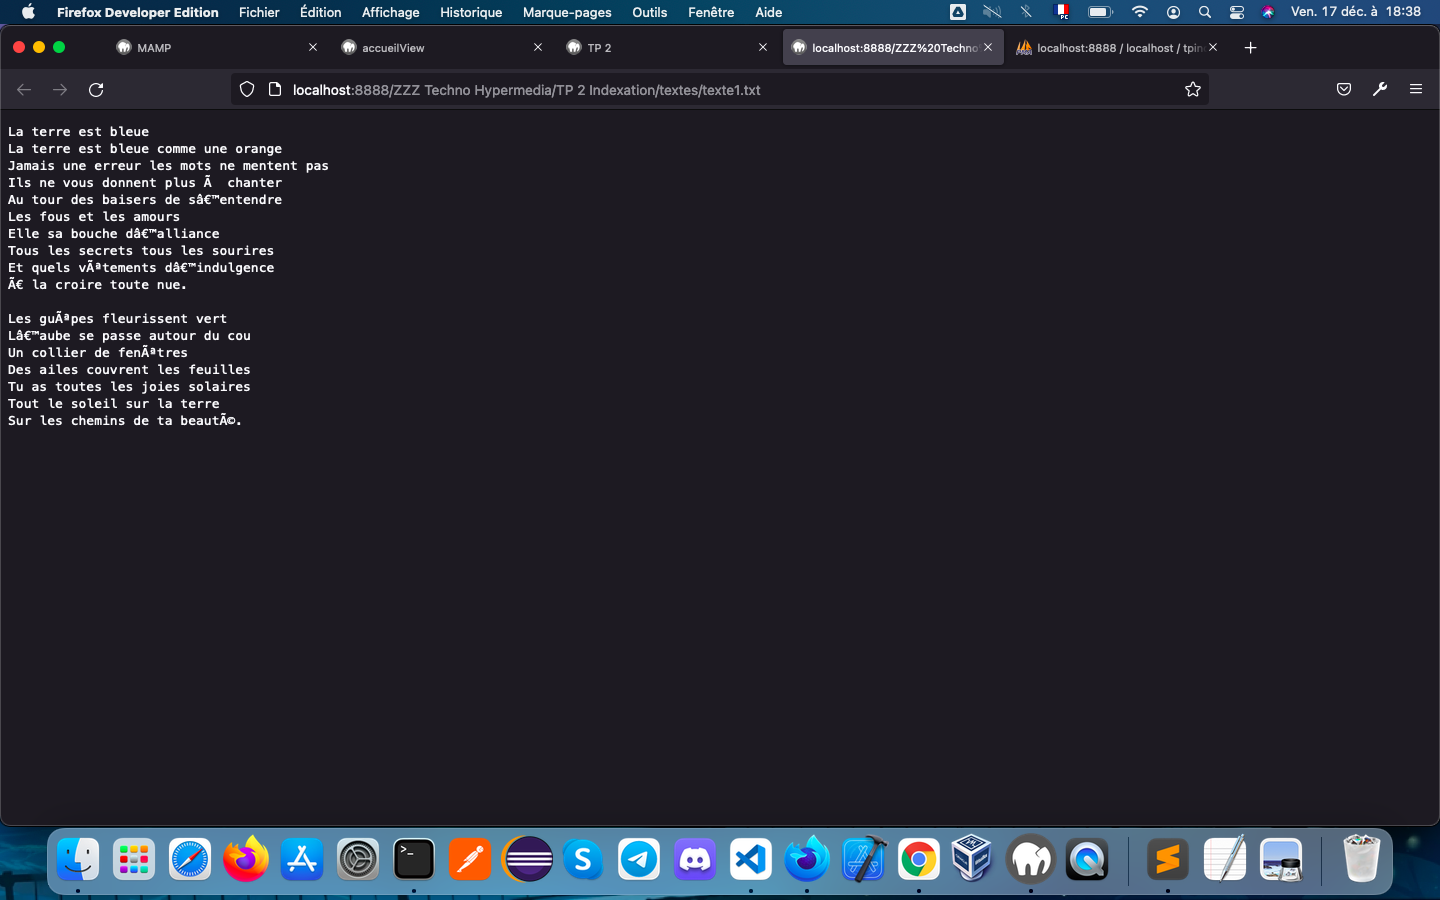 Firefox Developer Edition Fichier Édition Affichage Historique Marque-pages Outils Fenêtre Aide Ven. 17 déc. à 18:38
MAMP accueilView TP 2 localhost:8888/ZZZ%20Techno localhost:8888 / localhost / tpin
localhost:8888/ZZZ Techno Hypermedia/TP 2 Indexation/textes/texte1.txt
La terre est bleue
La terre est bleue comme une orange
Jamais une erreur les mots ne mentent pas
Ils ne vous donnent plus Ã  chanter
Au tour des baisers de sâ€™entendre
Les fous et les amours
Elle sa bouche dâ€™alliance
Tous les secrets tous les sourires
Et quels vÃªtements dâ€™indulgence
Ã€ la croire toute nue.
Les guÃªpes fleurissent vert
Lâ€™aube se passe autour du cou
Un collier de fenÃªtres
Des ailes couvrent les feuilles
Tu as toutes les joies solaires
Tout le soleil sur la terre
Sur les chemins de ta beautÃ©.